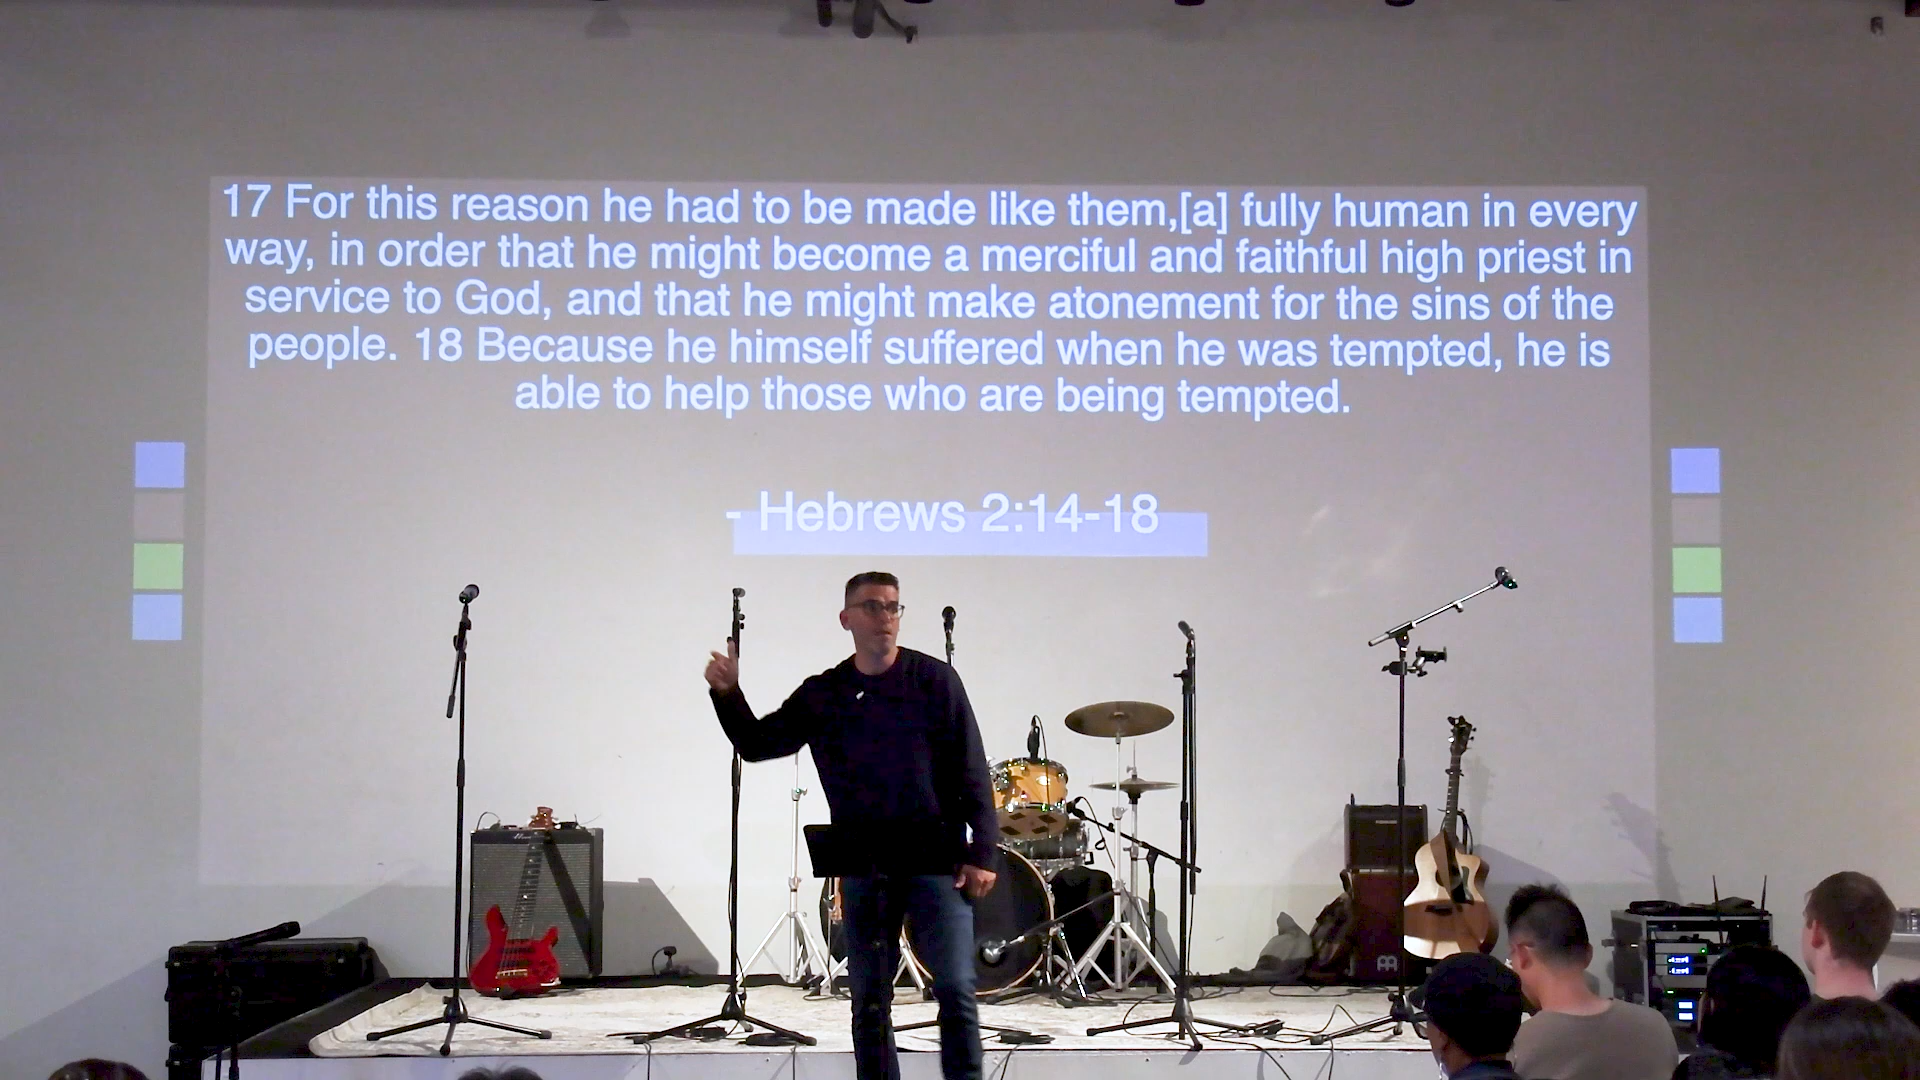 17 For this reason he had to be made like them,[a] fully human in every
way, in order that he might become a merciful and faithful high priest in
service to God, and that he might make atonement for the sins of the
people. 18 Because he himself suffered when he was tempted, he is
able to help those who are being tempted.
- Hebrews 2:14-18